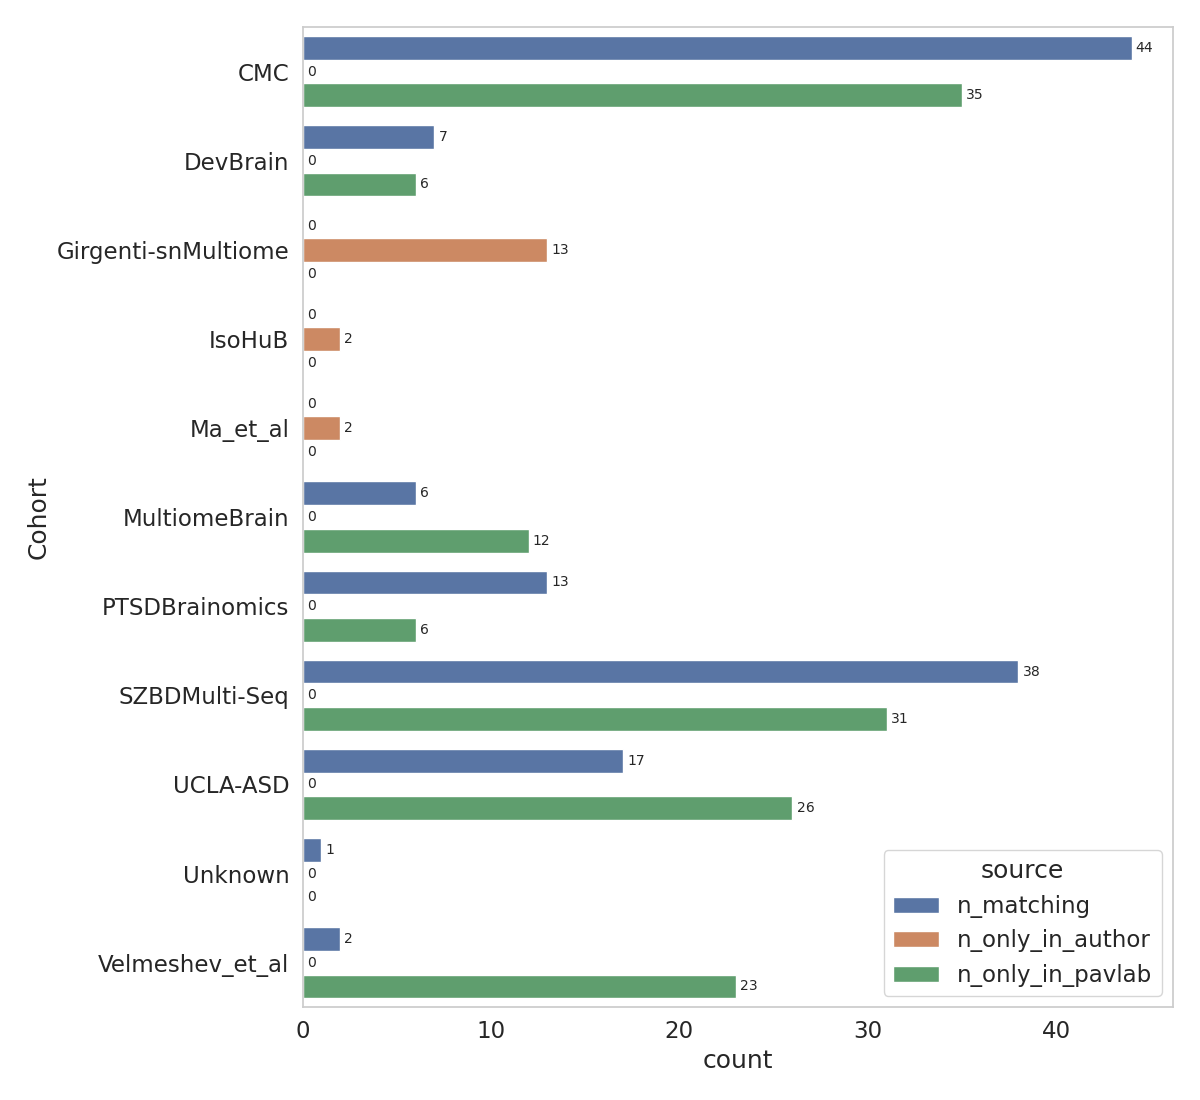 CMC
44
0
35
DevBrain
7
0
6
Girgenti-snMultiome
0
13
0
IsoHuB
0
2
0
Ma_et_al
0
2
0
MultiomeBrain
6
0
12
PTSDBrainomics
13
0
6
SZBDMulti-Seq
38
0
31
UCLA-ASD
17
0
26
Unknown
1
0
0
Velmeshev_et_al
2
0
23
Cohort
0 10 20 30 40
count
source
n_matching
n_only_in_author
n_only_in_pavlab